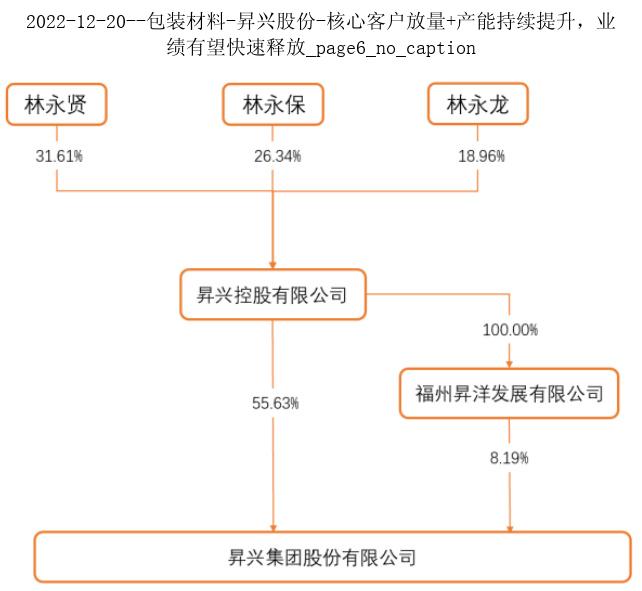 2022-12-20--包装材料-昇兴股份-核心客户放量+产能持续提升，业
绩有望快速释放_page6_no_caption
林永贤
林永保
林永龙
31.61%
26.34%
18.96%
昇兴控股有限公司
100.00%
福州昇洋发展有限公司
55.63%
8.19%
昇兴集团股份有限公司